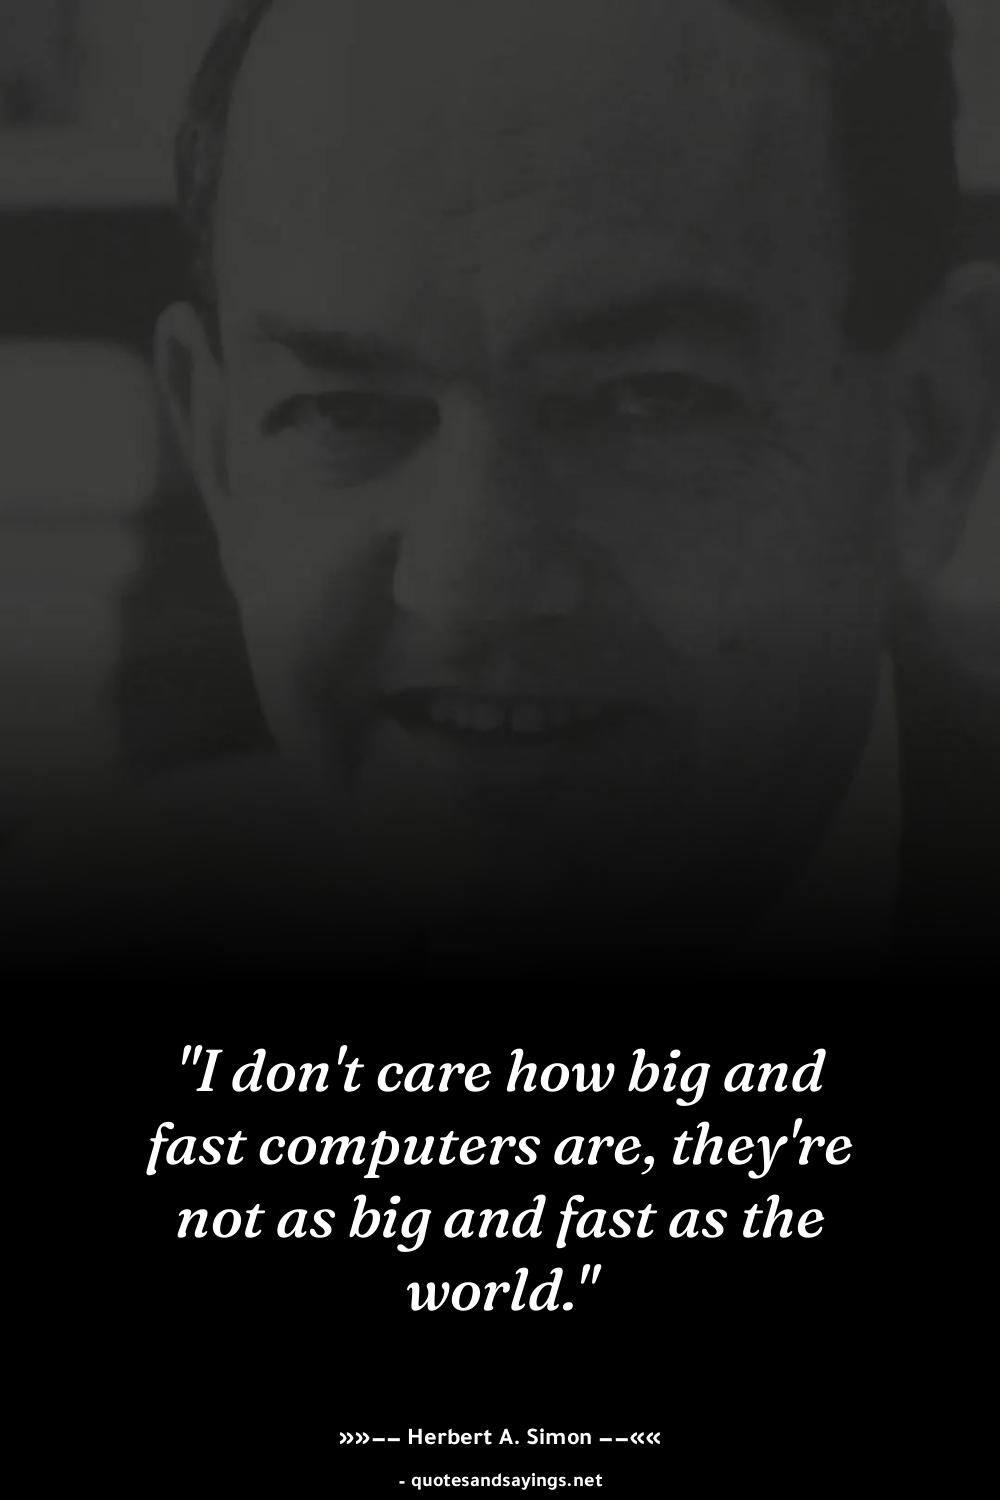 "I don't care how big and
fast computers are, they're
not as big and fast as the
world."
»»−− Herbert A. Simon −−««
- quotesandsayings.net